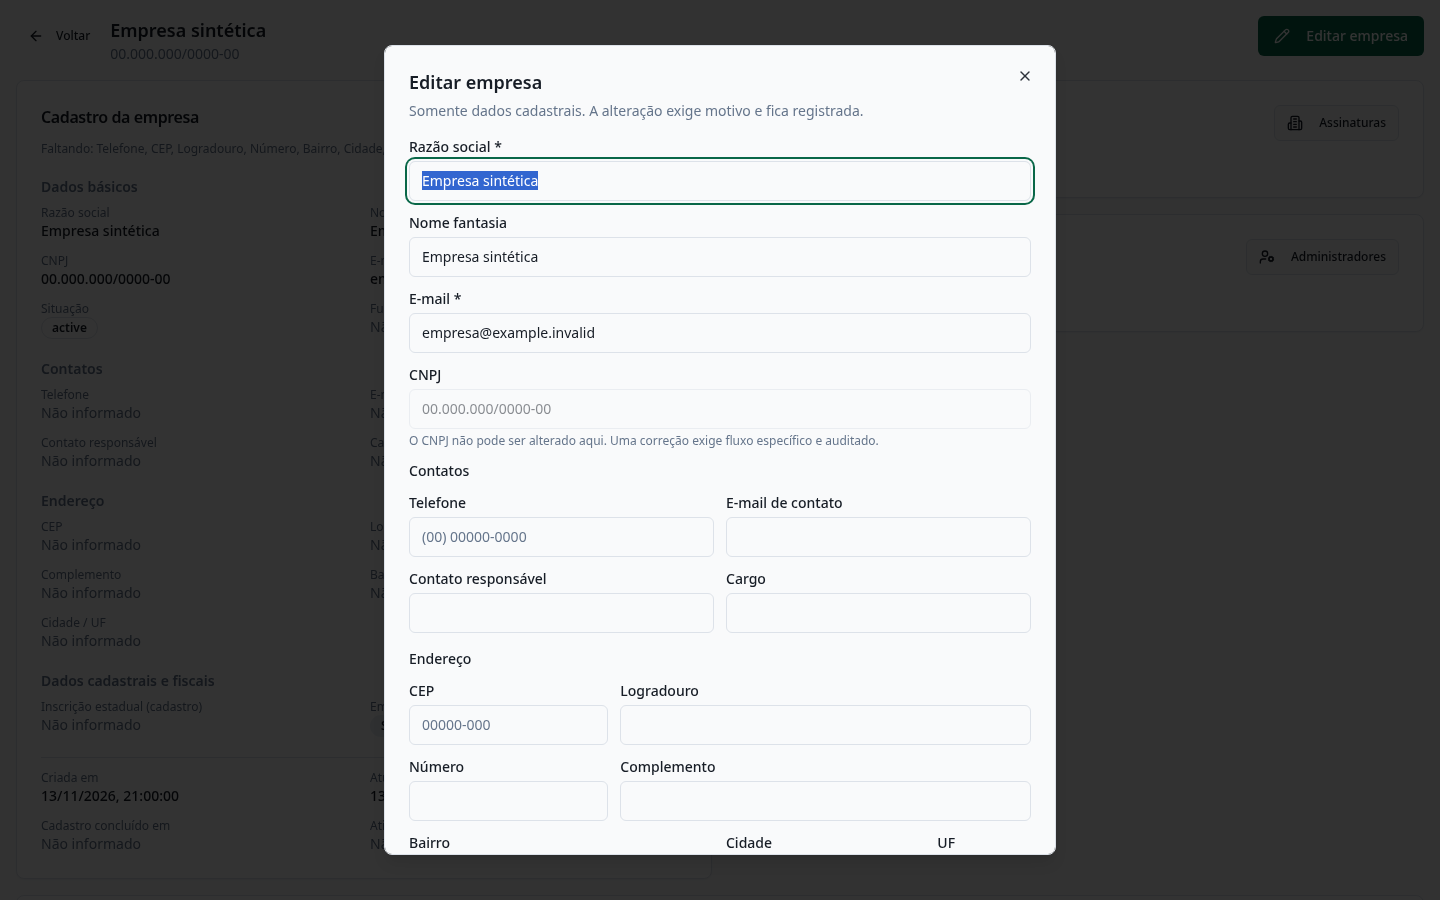 Voltar
Empresa sintética
00.000.000/0000-00
Editar empresa
Cadastro da empresa
Faltando: Telefone, CEP, Logradouro, Número, Bairro, Cidade,
Dados básicos
Razão social
Empresa sintética
CNPJ
00.000.000/0000-00
Situação
active
Contatos
Telefone
Não informado
Contato responsável
Não informado
Endereço
CEP
Não informado
Complemento
Não informado
Cidade / UF
Não informado
Dados cadastrais e fiscais
Inscrição estadual (cadastro)
Não informado
Criada em
13/11/2026, 21:00:00
Cadastro concluído em
Não informado
Editar empresa
Somente dados cadastrais. A alteração exige motivo e fica registrada.
Razão social *
Empresa sintética
Nome fantasia
Empresa sintética
E-mail *
empresa@example.invalid
CNPJ
00.000.000/0000-00
O CNPJ não pode ser alterado aqui. Uma correção exige fluxo específico e auditado.
Contatos
Telefone E-mail de contato
(00) 00000-0000
Contato responsável Cargo
Endereço
CEP Logradouro
00000-000
Número Complemento
Bairro Cidade UF
Assinaturas
Administradores